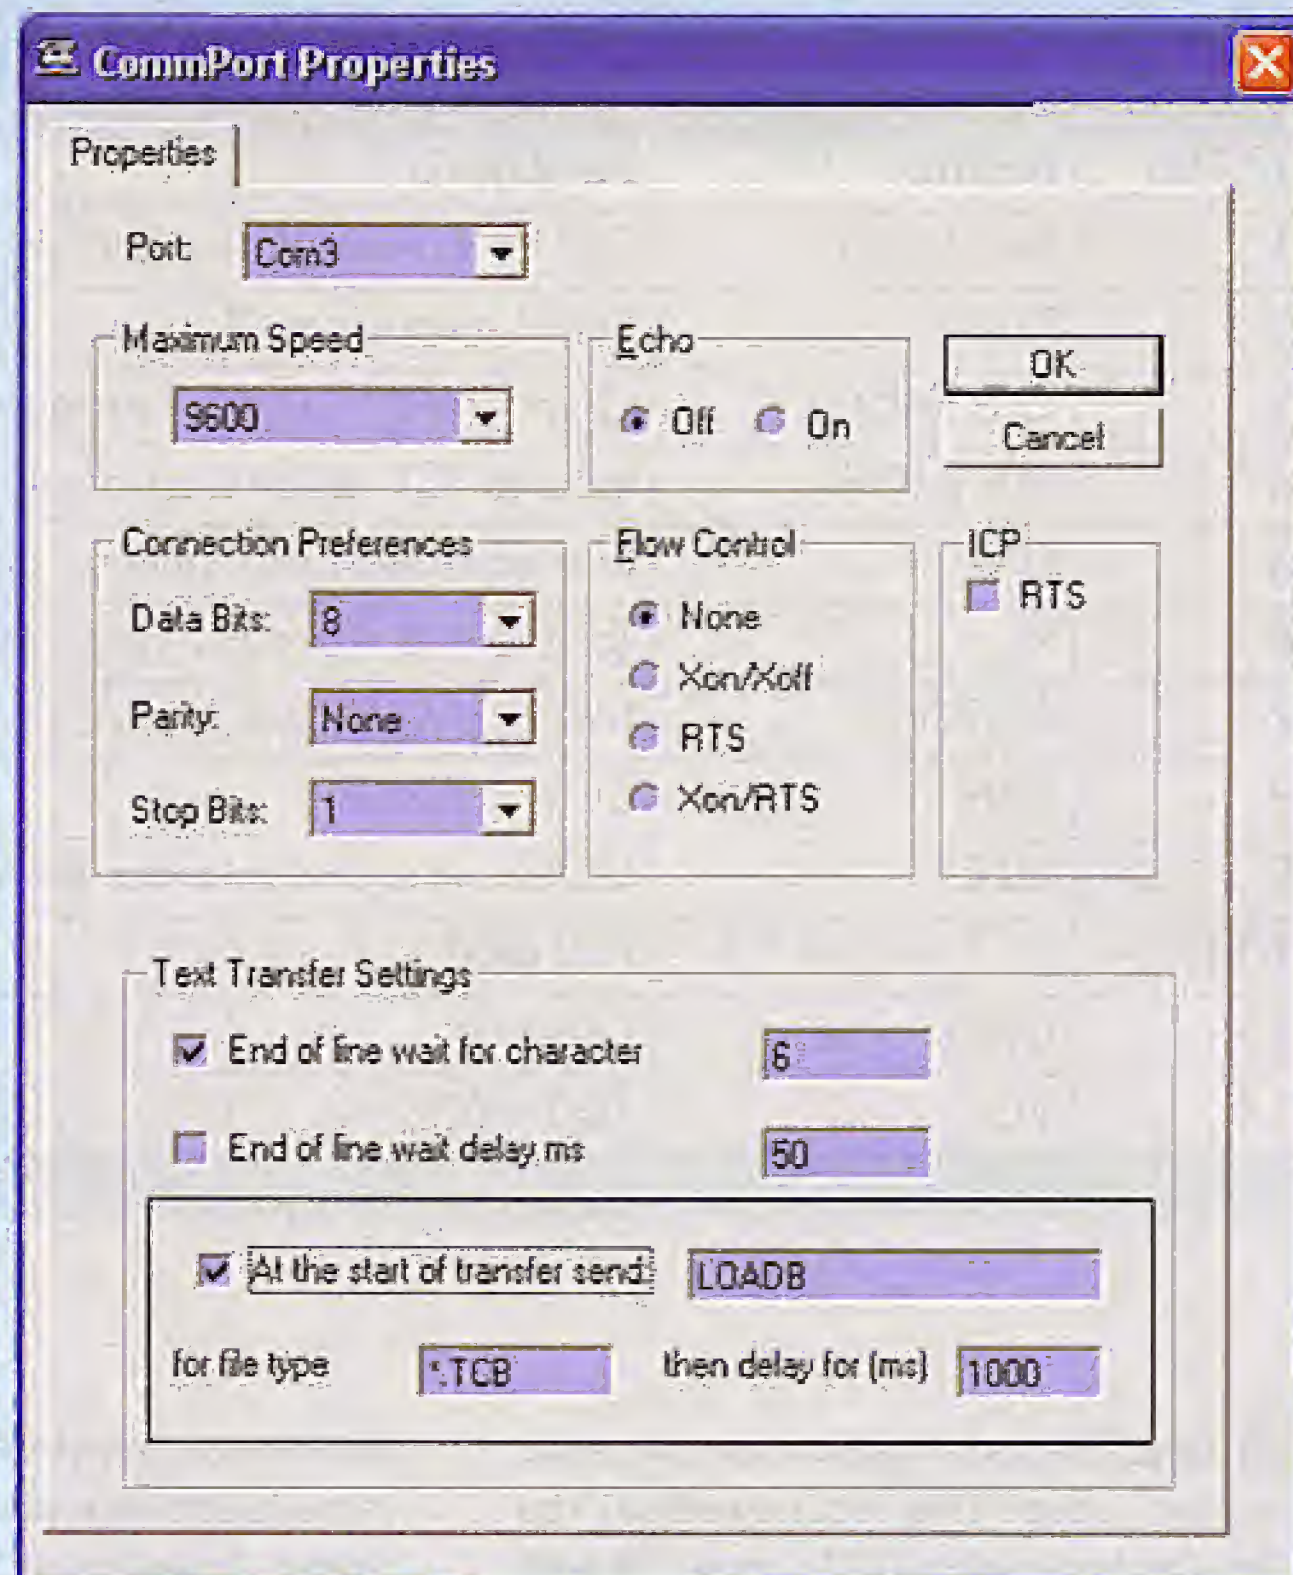 CommPort Properties
Properties
Port: Com3
Maximum Speed
9600
Echo
Off On
OK
Cancel
Connection Preferences
Data Bits: 8
Parity: None
Stop Bits: 1
Flow Control
None
Xon/Xoff
RTS
Xon/RTS
ICP
RTS
Text Transfer Settings
End of line wait for character 6
End of line wait delay ms 50
At the start of transfer send: LOADB
for file type *.TCB then delay for (ms) 1000